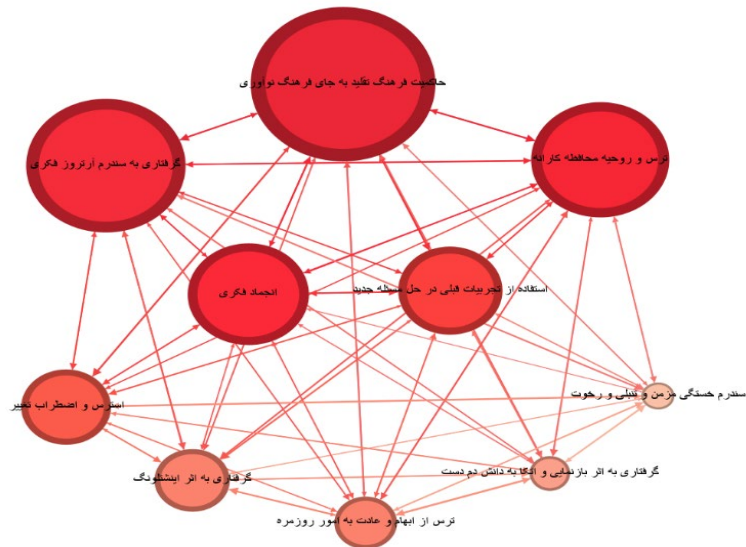 حاکمیت فرهنگ تقلید به جای فرهنگ نوآوری
ترس و روحیه محافظه کارانه
گرفتاری به سندرم آرتروز فکری
استفاده از تجربیات قبلی در حل مسئله جدید
انجماد فکری
سندرم خستگی مزمن و تنبلی و رخوت
استرس و اضطراب تغییر
گرفتاری به اثر بازنمایی و اتکا به دانش دم دست
گرفتاری به اثر اینشتلونگ
ترس از ابهام و عادت به امور روزمره